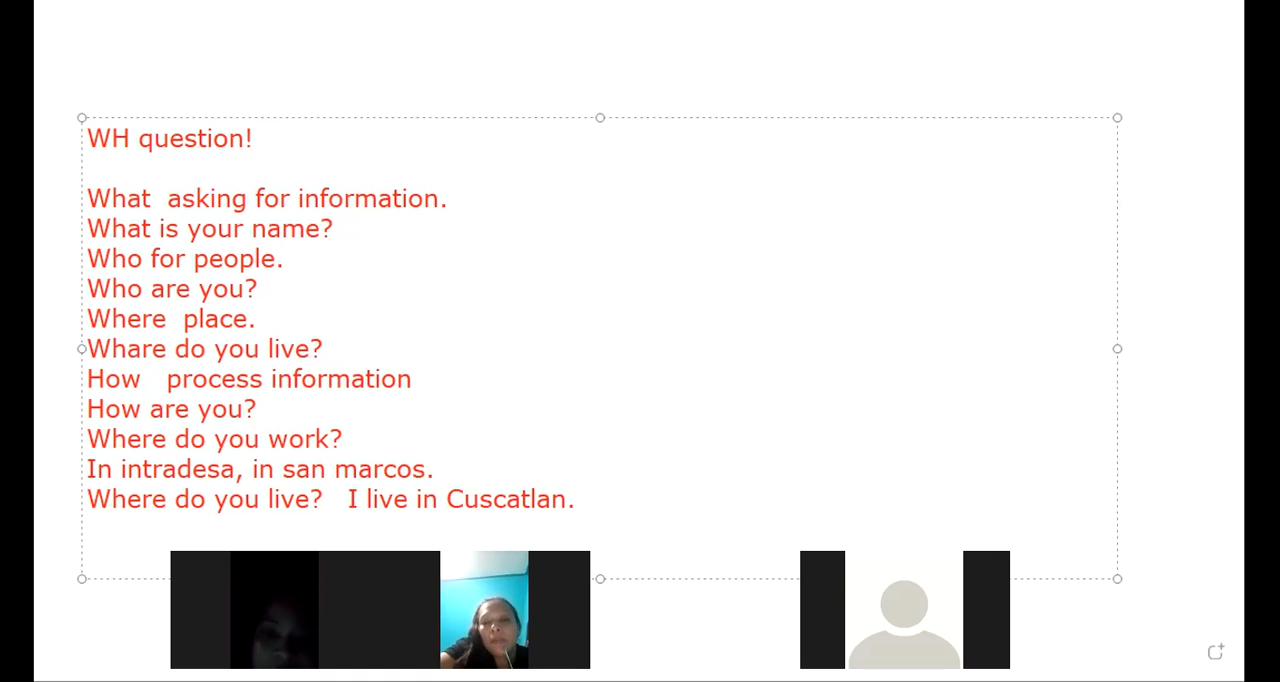 WH question!
What  asking for information.
What is your name?
Who for people.
Who are you?
Where  place.
Whare do you live?
How   process information
How are you?
Where do you work?
In intradesa, in san marcos.
Where do you live?   I live in Cuscatlan.